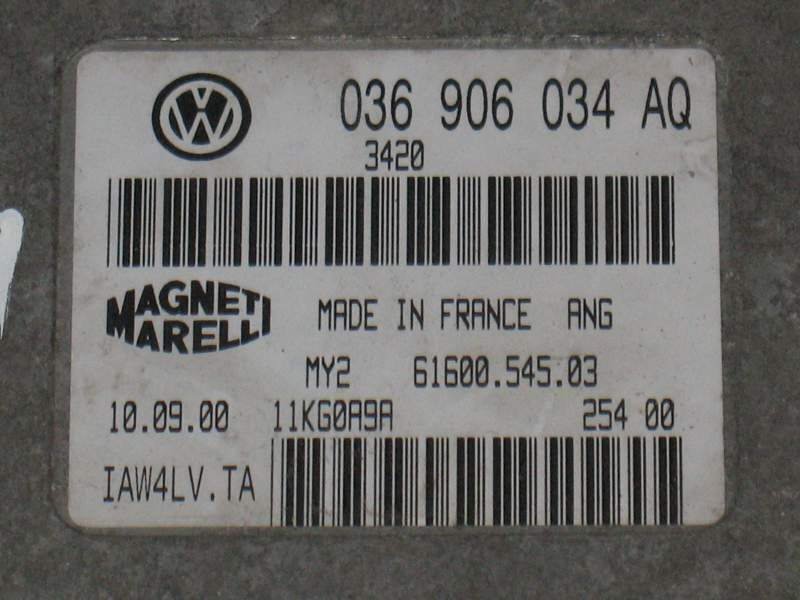 036 906 034 AQ
3420
MAGNETI MARELLI
MADE IN FRANCE ANG
MY2 61600.545.03
10.09.00 11KG0A9A 254 00
IAW4LV.TA